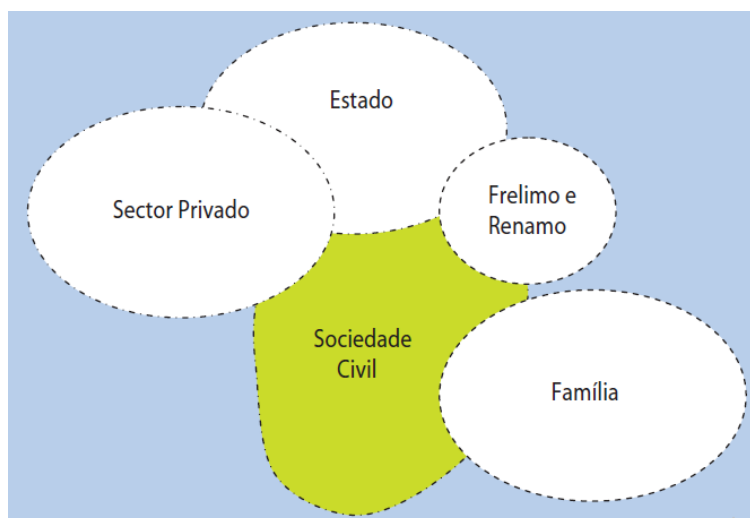 Estado
Sector Privado
Frelimo e
Renamo
Sociedade
Civil
Família